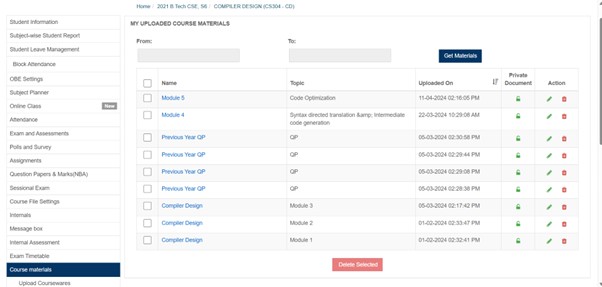 Home / 2021 B.Tech CSE, S6 / COMPILER DESIGN (CS304 - CD)
Student Information
Subject-wise Student Report
Student Leave Management
Block Attendance
OBE Settings
Subject Planner
Online Class New
Attendance
Exam and Assessments
Polls and Survey
Assignments
Question Papers & Marks(NBA)
Sessional Exam
Course File Settings
Internals
Message box
Internal Assessment
Exam Timetable
Course materials
Upload Coursewares
MY UPLOADED COURSE MATERIALS
From: To:
Get Materials
Name Topic Uploaded On Private Document Action
Module 5 Code Optimization 11-04-2024 02:16:05 PM
Module 4 Syntax directed translation &amp; Intermediate code generation 22-03-2024 10:29:08 AM
Previous Year QP QP 05-03-2024 02:30:58 PM
Previous Year QP QP 05-03-2024 02:29:44 PM
Previous Year QP QP 05-03-2024 02:29:08 PM
Previous Year QP QP 05-03-2024 02:28:38 PM
Compiler Design Module 3 05-03-2024 02:17:42 PM
Compiler Design Module 2 01-02-2024 02:33:47 PM
Compiler Design Module 1 01-02-2024 02:32:41 PM
Delete Selected